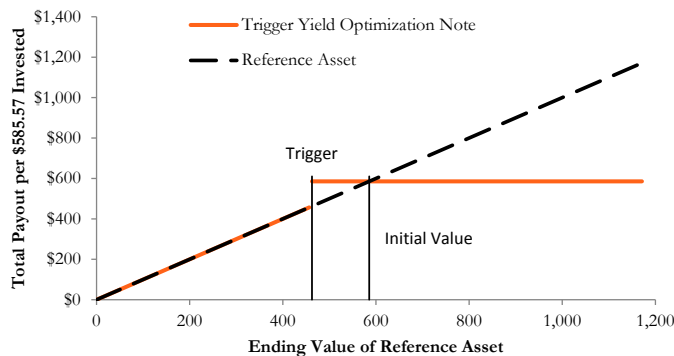 $1,400
$1,200
$1,000
$800
$600
$400
$200
$0
Total Payout per $585.57 Invested
Trigger Yield Optimization Note
Reference Asset
Trigger
Initial Value
0
200
400
600
800
1,000
1,200
Ending Value of Reference Asset